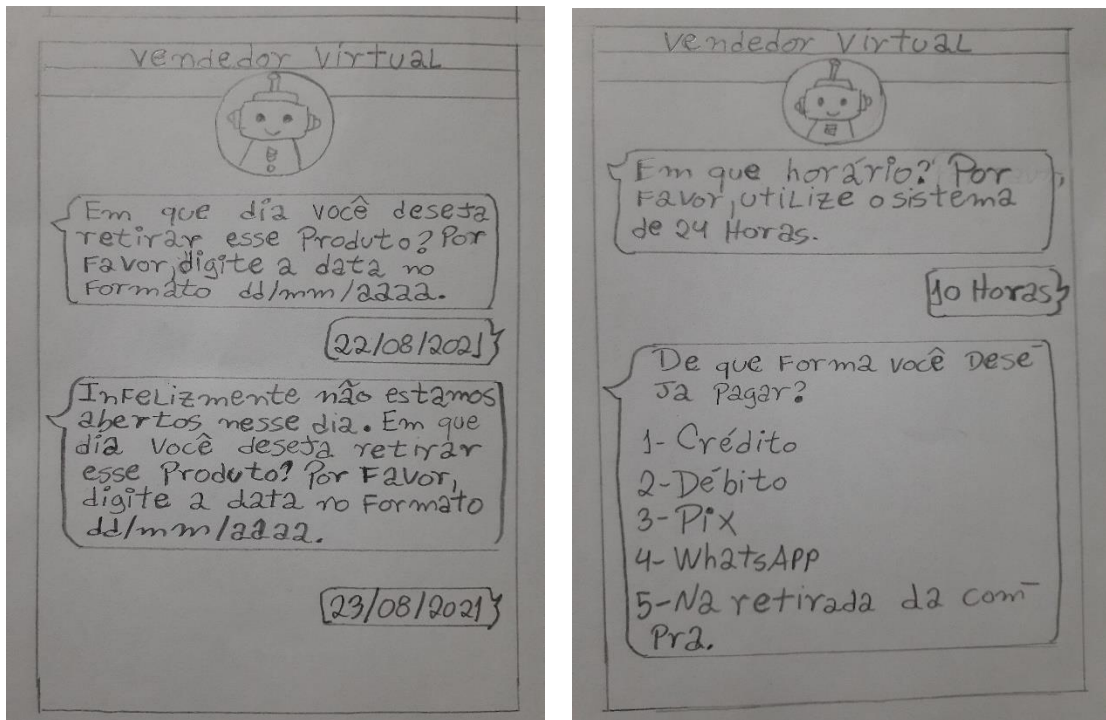 Vendedor Virtual
Em que dia você deseja
retirar esse Produto? Por
Favor, digite a data no
Formato dd/mm/aaaa.
22/08/2021
Infelizmente não estamos
abertos nesse dia. Em que
dia Você deseja retirar
esse Produto? Por Favor,
digite a data no Formato
dd/mm/aaaa.
23/08/2021
Vendedor Virtual
Em que horário? Por
Favor, utilize o sistema
de 24 Horas.
10 Horas
De que Forma você Dese-
ja Pagar?
1- Crédito
2- Débito
3- Pix
4- WhatsApp
5- Na retirada da com-
Pra.